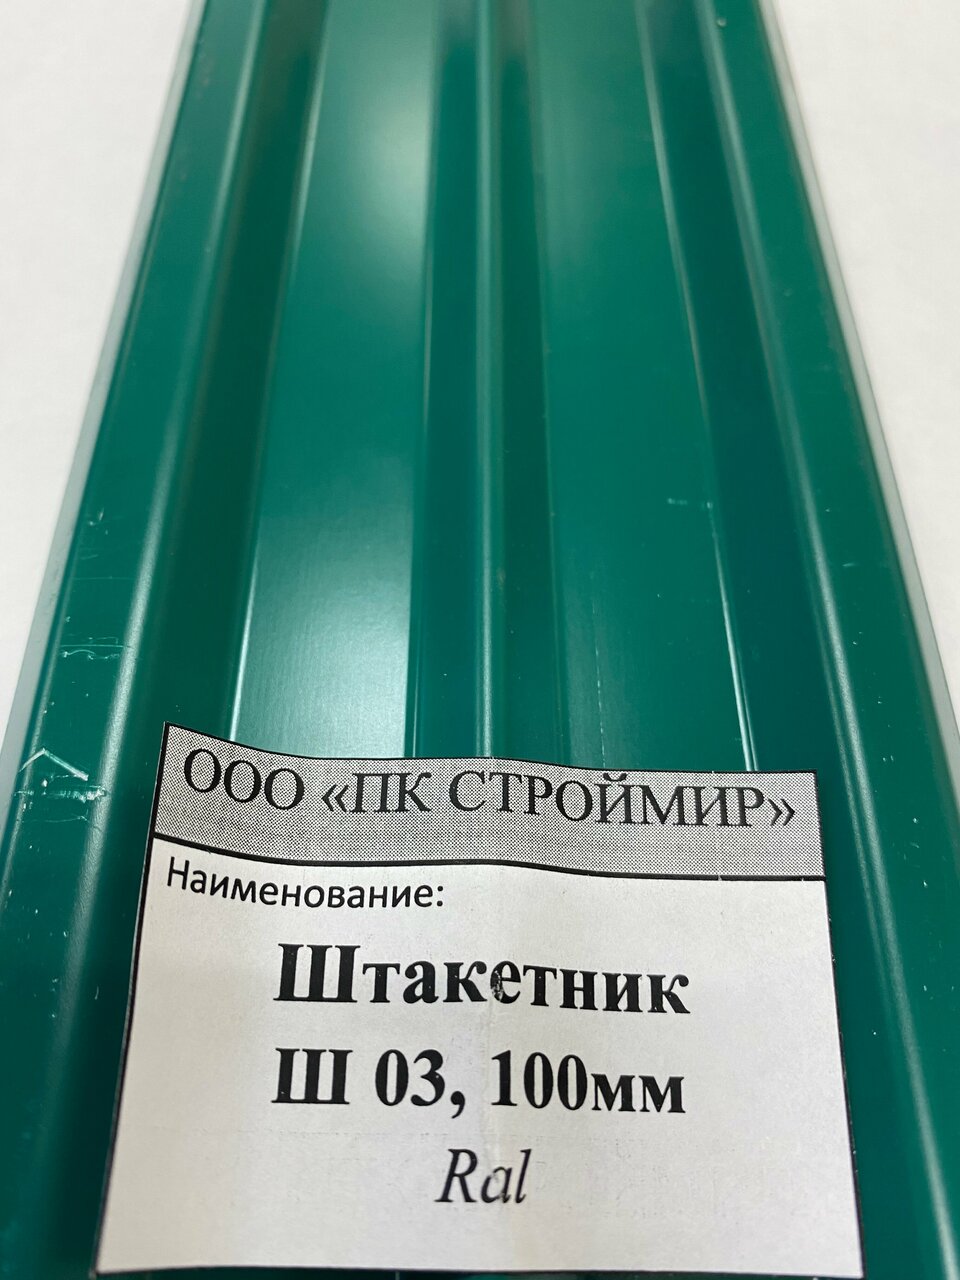 ООО «ПК СТРОЙМИР»
Наименование:
Штакетник
Ш 03, 100мм
Ral